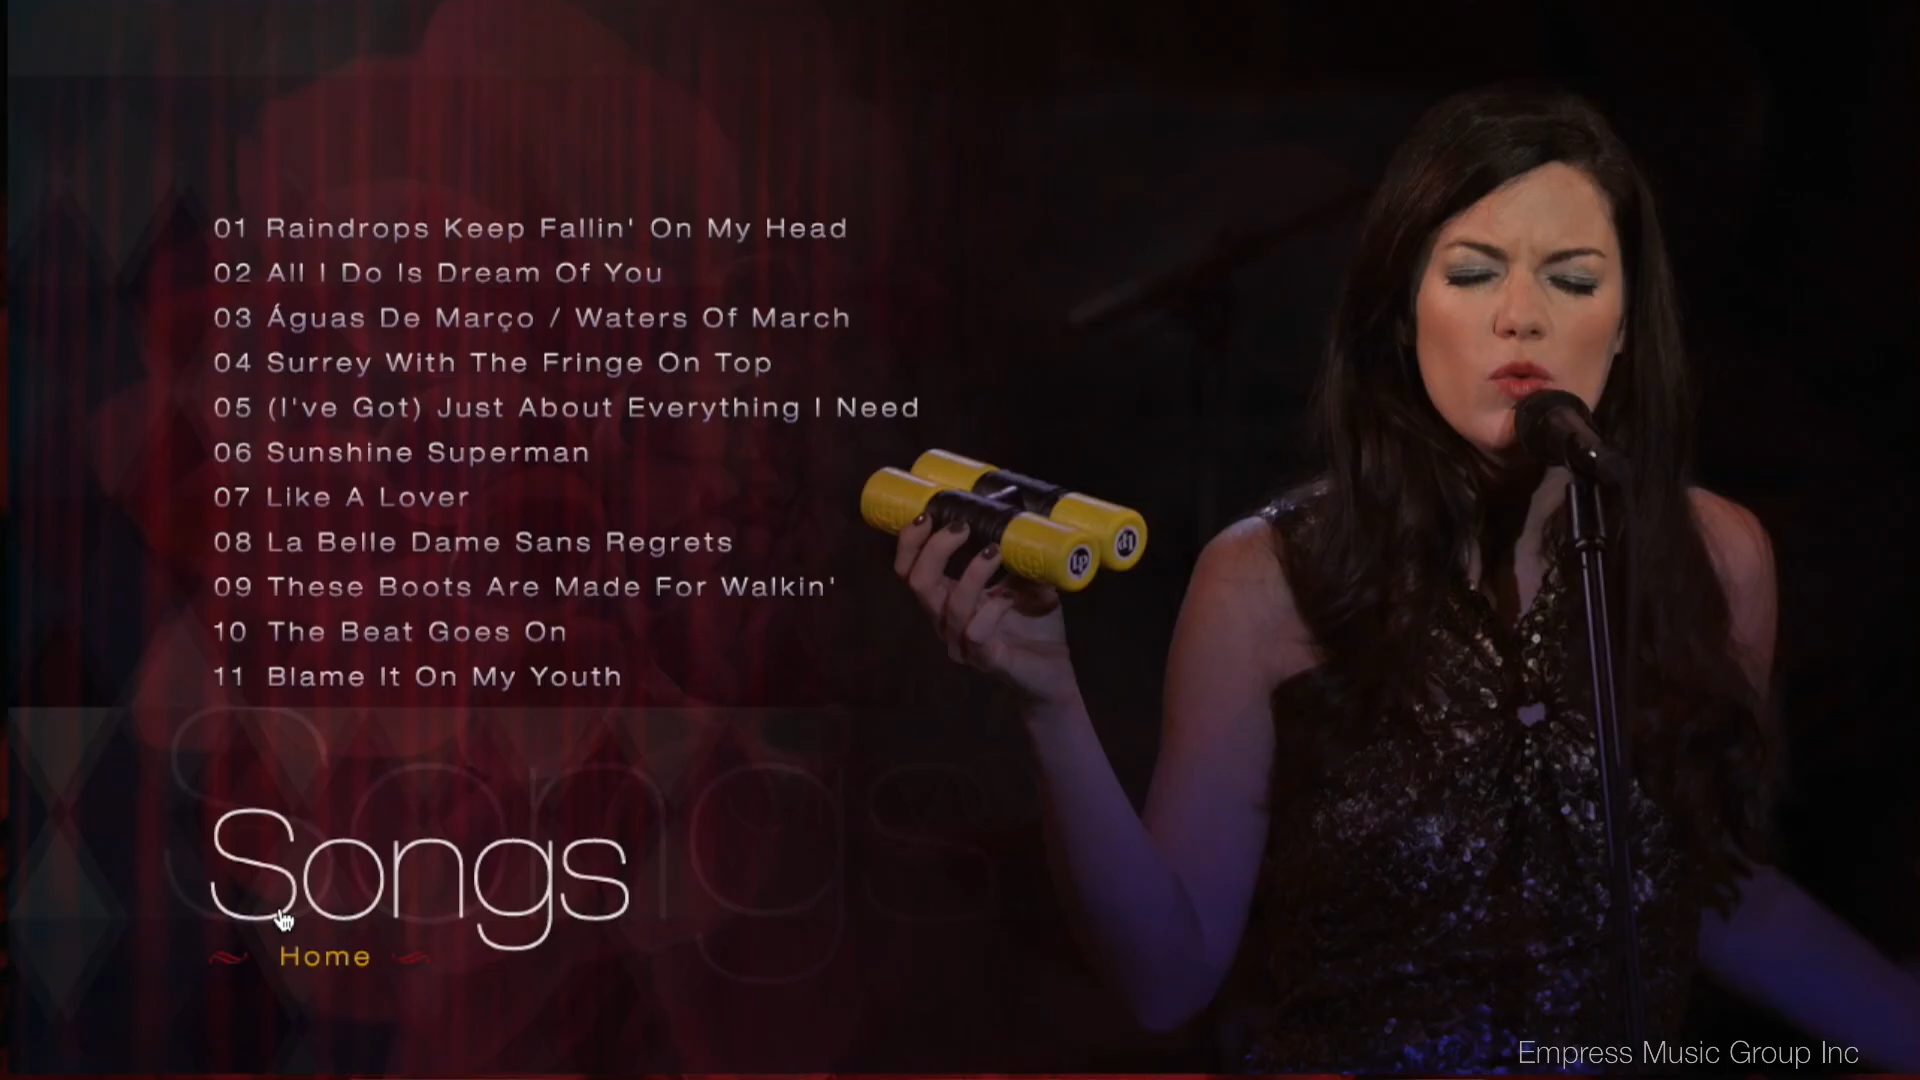 01 Raindrops Keep Fallin' On My Head
02 All I Do Is Dream Of You
03 Águas De Março / Waters Of March
04 Surrey With The Fringe On Top
05 (I've Got) Just About Everything I Need
06 Sunshine Superman
07 Like A Lover
08 La Belle Dame Sans Regrets
09 These Boots Are Made For Walkin'
10 The Beat Goes On
11 Blame It On My Youth
Songs
Songs
Home
LP
LP
Empress Music Group Inc